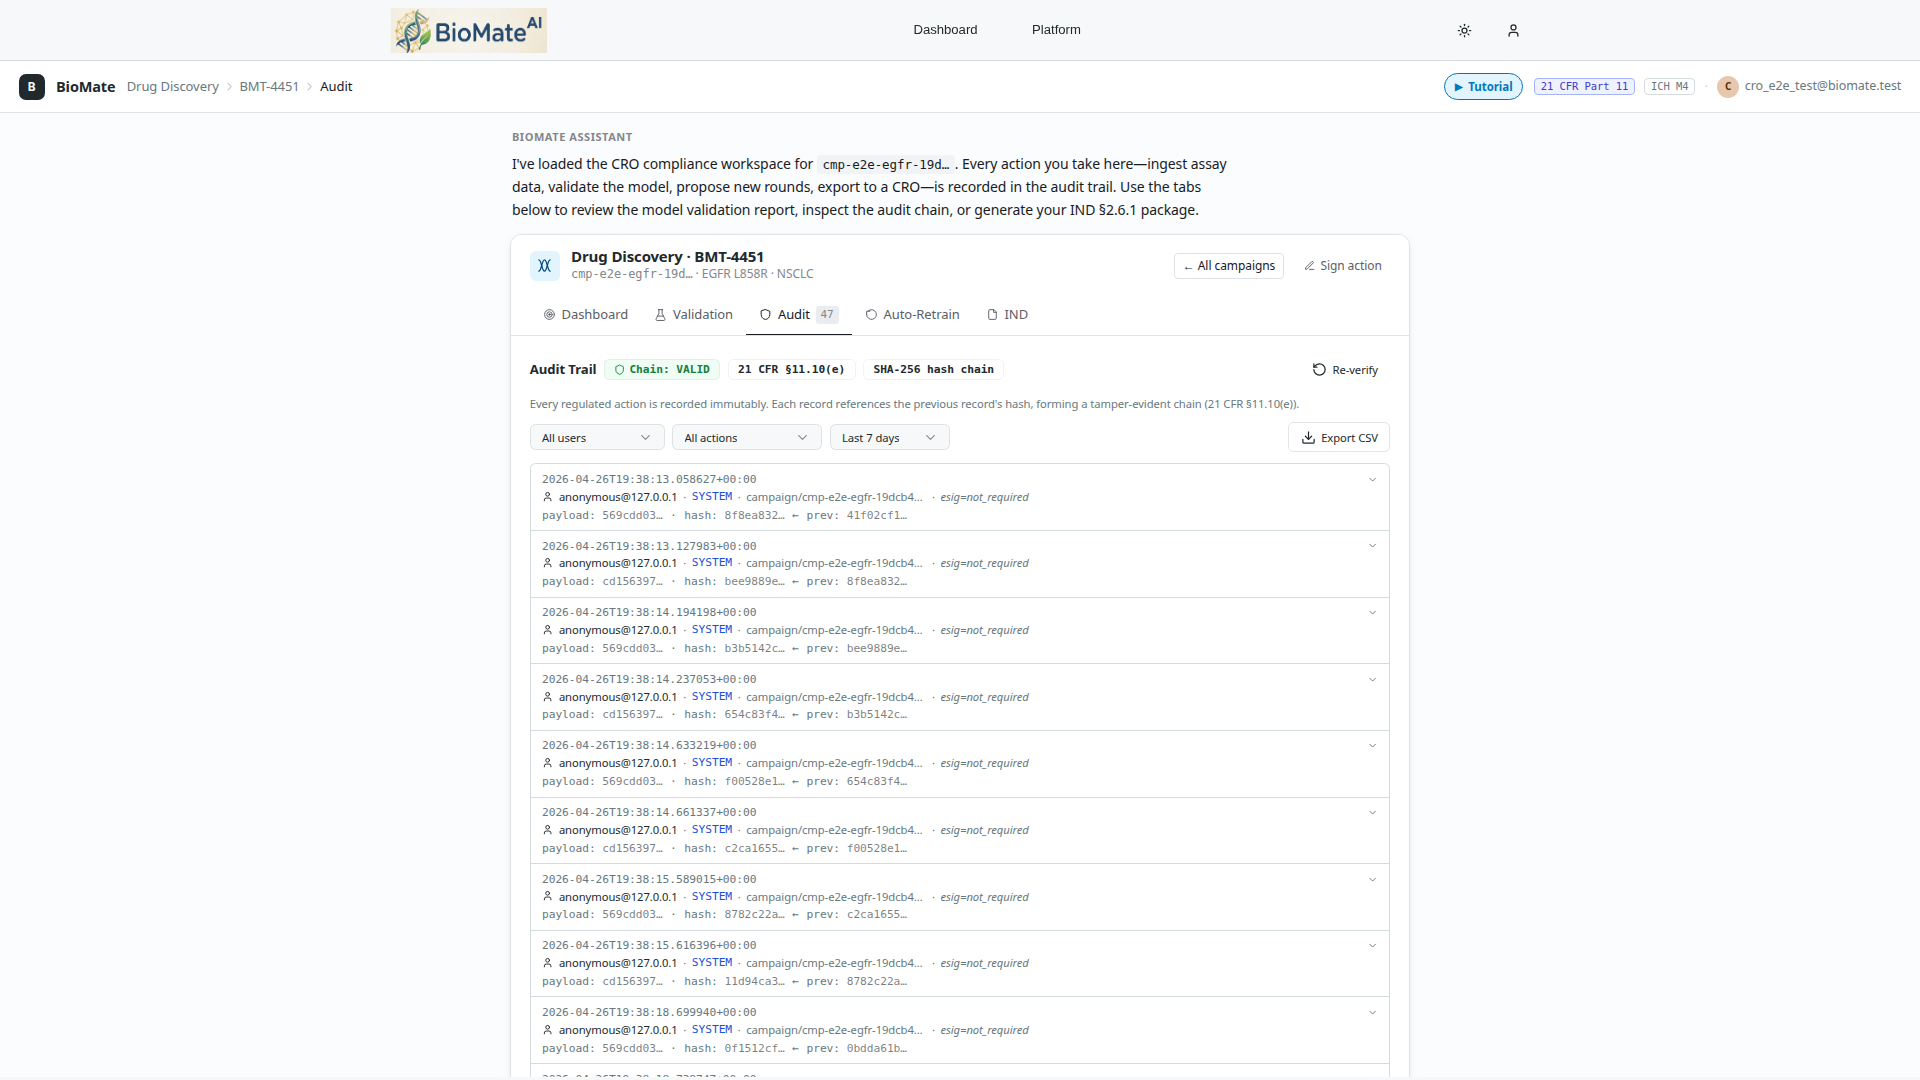 BioMate AI
Dashboard
Platform
B
BioMate
Drug Discovery
BMT-4451
Audit
Tutorial
21 CFR Part 11
ICH M4
C
cro_e2e_test@biomate.test
BIOMATE ASSISTANT
I've loaded the CRO compliance workspace for cmp-e2e-egfr-19d… . Every action you take here—ingest assay
data, validate the model, propose new rounds, export to a CRO—is recorded in the audit trail. Use the tabs
below to review the model validation report, inspect the audit chain, or generate your IND §2.6.1 package.
Drug Discovery · BMT-4451
cmp-e2e-egfr-19d… · EGFR L858R · NSCLC
← All campaigns
Sign action
Dashboard
Validation
Audit 47
Auto-Retrain
IND
Audit Trail
Chain: VALID
21 CFR §11.10(e)
SHA-256 hash chain
Re-verify
Every regulated action is recorded immutably. Each record references the previous record's hash, forming a tamper-evident chain (21 CFR §11.10(e)).
All users
All actions
Last 7 days
Export CSV
2026-04-26T19:38:13.058627+00:00
anonymous@127.0.0.1 · SYSTEM · campaign/cmp-e2e-egfr-19dcb4… · esig=not_required
payload: 569cdd03… · hash: 8f8ea832… ← prev: 41f02cf1…
2026-04-26T19:38:13.127983+00:00
anonymous@127.0.0.1 · SYSTEM · campaign/cmp-e2e-egfr-19dcb4… · esig=not_required
payload: cd156397… · hash: bee9889e… ← prev: 8f8ea832…
2026-04-26T19:38:14.194198+00:00
anonymous@127.0.0.1 · SYSTEM · campaign/cmp-e2e-egfr-19dcb4… · esig=not_required
payload: 569cdd03… · hash: b3b5142c… ← prev: bee9889e…
2026-04-26T19:38:14.237053+00:00
anonymous@127.0.0.1 · SYSTEM · campaign/cmp-e2e-egfr-19dcb4… · esig=not_required
payload: cd156397… · hash: 654c83f4… ← prev: b3b5142c…
2026-04-26T19:38:14.633219+00:00
anonymous@127.0.0.1 · SYSTEM · campaign/cmp-e2e-egfr-19dcb4… · esig=not_required
payload: 569cdd03… · hash: f00528e1… ← prev: 654c83f4…
2026-04-26T19:38:14.661337+00:00
anonymous@127.0.0.1 · SYSTEM · campaign/cmp-e2e-egfr-19dcb4… · esig=not_required
payload: cd156397… · hash: c2ca1655… ← prev: f00528e1…
2026-04-26T19:38:15.589015+00:00
anonymous@127.0.0.1 · SYSTEM · campaign/cmp-e2e-egfr-19dcb4… · esig=not_required
payload: 569cdd03… · hash: 8782c22a… ← prev: c2ca1655…
2026-04-26T19:38:15.616396+00:00
anonymous@127.0.0.1 · SYSTEM · campaign/cmp-e2e-egfr-19dcb4… · esig=not_required
payload: cd156397… · hash: 11d94ca3… ← prev: 8782c22a…
2026-04-26T19:38:18.699940+00:00
anonymous@127.0.0.1 · SYSTEM · campaign/cmp-e2e-egfr-19dcb4… · esig=not_required
payload: 569cdd03… · hash: 0f1512cf… ← prev: 0bdda61b…